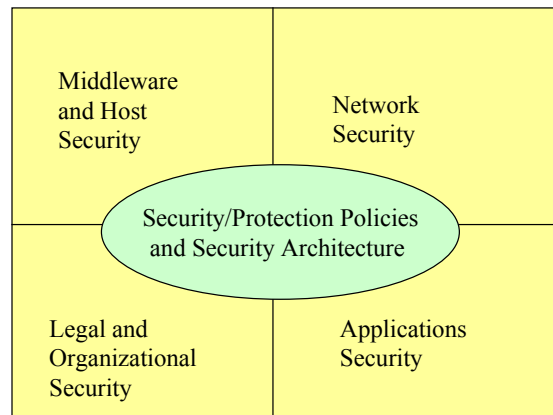 Middleware
and Host
Security
Network
Security
Security/Protection Policies
and Security Architecture
Legal and
Organizational
Security
Applications
Security